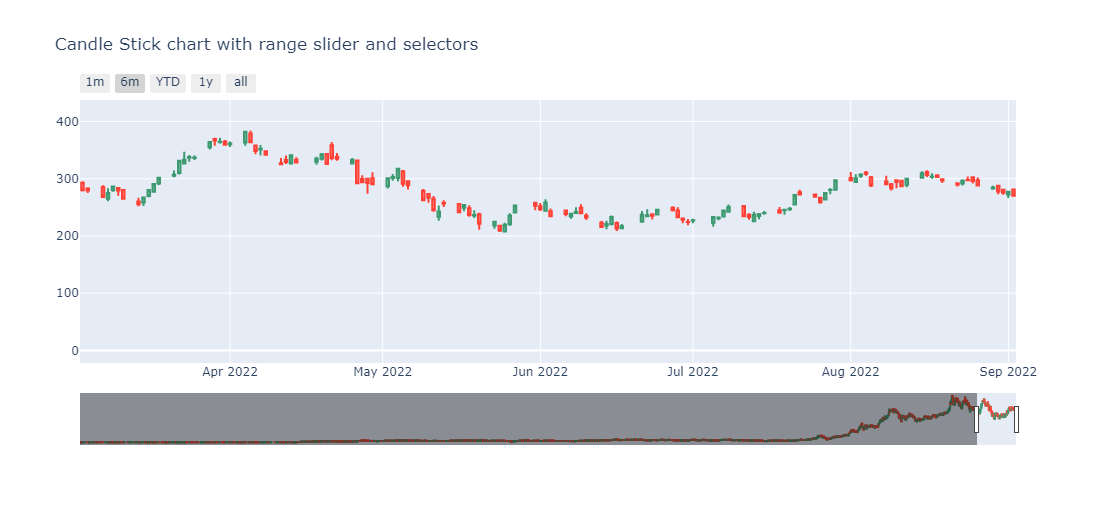 Candle Stick chart with range slider and selectors
1m 6m YTD 1y all
400
300
200
100
0
Apr 2022 May 2022 Jun 2022 Jul 2022 Aug 2022 Sep 2022